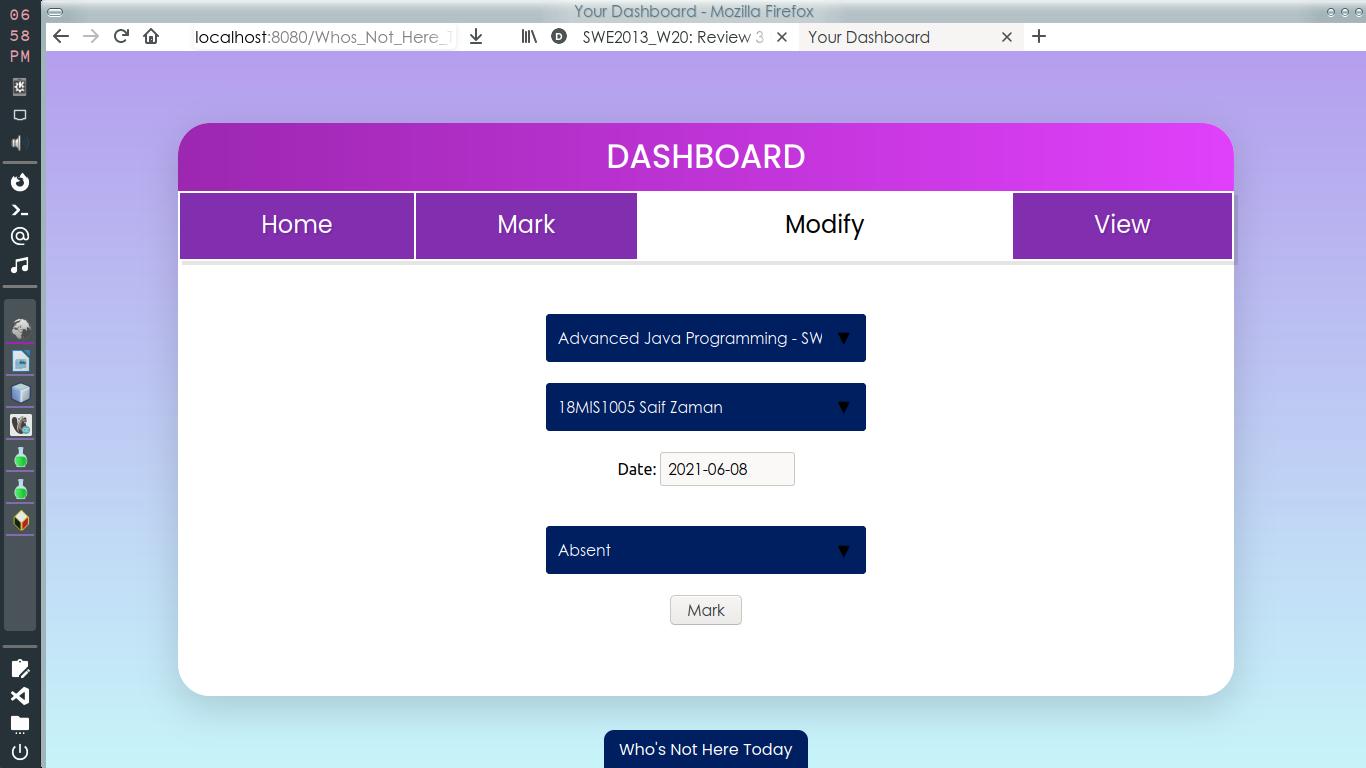 Your Dashboard - Mozilla Firefox
06
58
PM
localhost:8080/Whos_Not_Here_
SWE2013_W20: Review 3
Your Dashboard
DASHBOARD
Home
Mark
Modify
View
Advanced Java Programming - SW
18MIS1005 Saif Zaman
Date: 2021-06-08
Absent
Mark
Who's Not Here Today